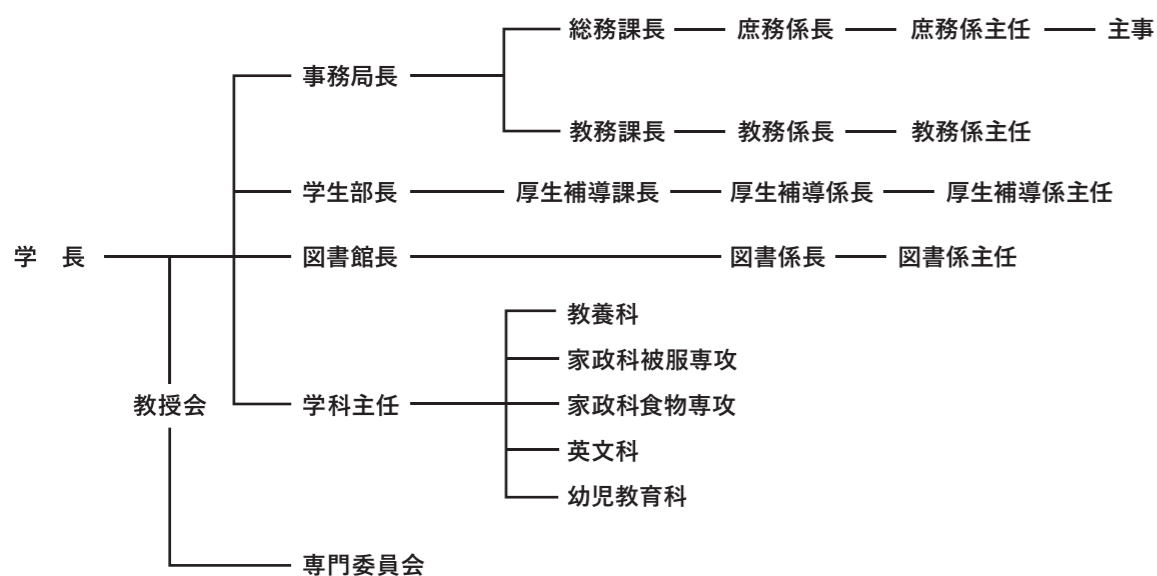 総務課長 庶務係長 庶務係主任 主事
事務局長
教務課長 教務係長 教務係主任
学生部長 厚生補導課長 厚生補導係長 厚生補導係主任
学 長 図書館長 図書係長 図書係主任
教養科
家政科被服専攻
教授会 学科主任 家政科食物専攻
英文科
幼児教育科
専門委員会